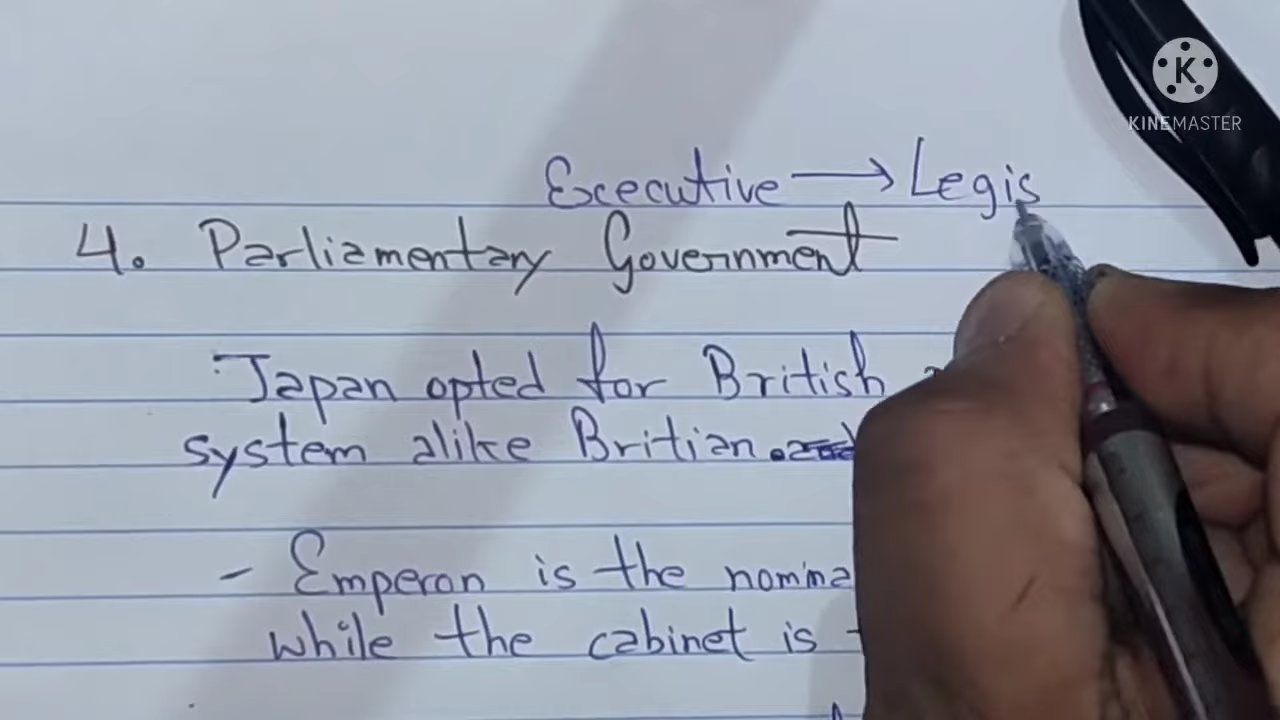 K
KINEMASTER
Executive → Legis
4. Parliamentary Government
Japan opted for British
system alike Britian.
- Emperor is the nomina
while the cabinet is